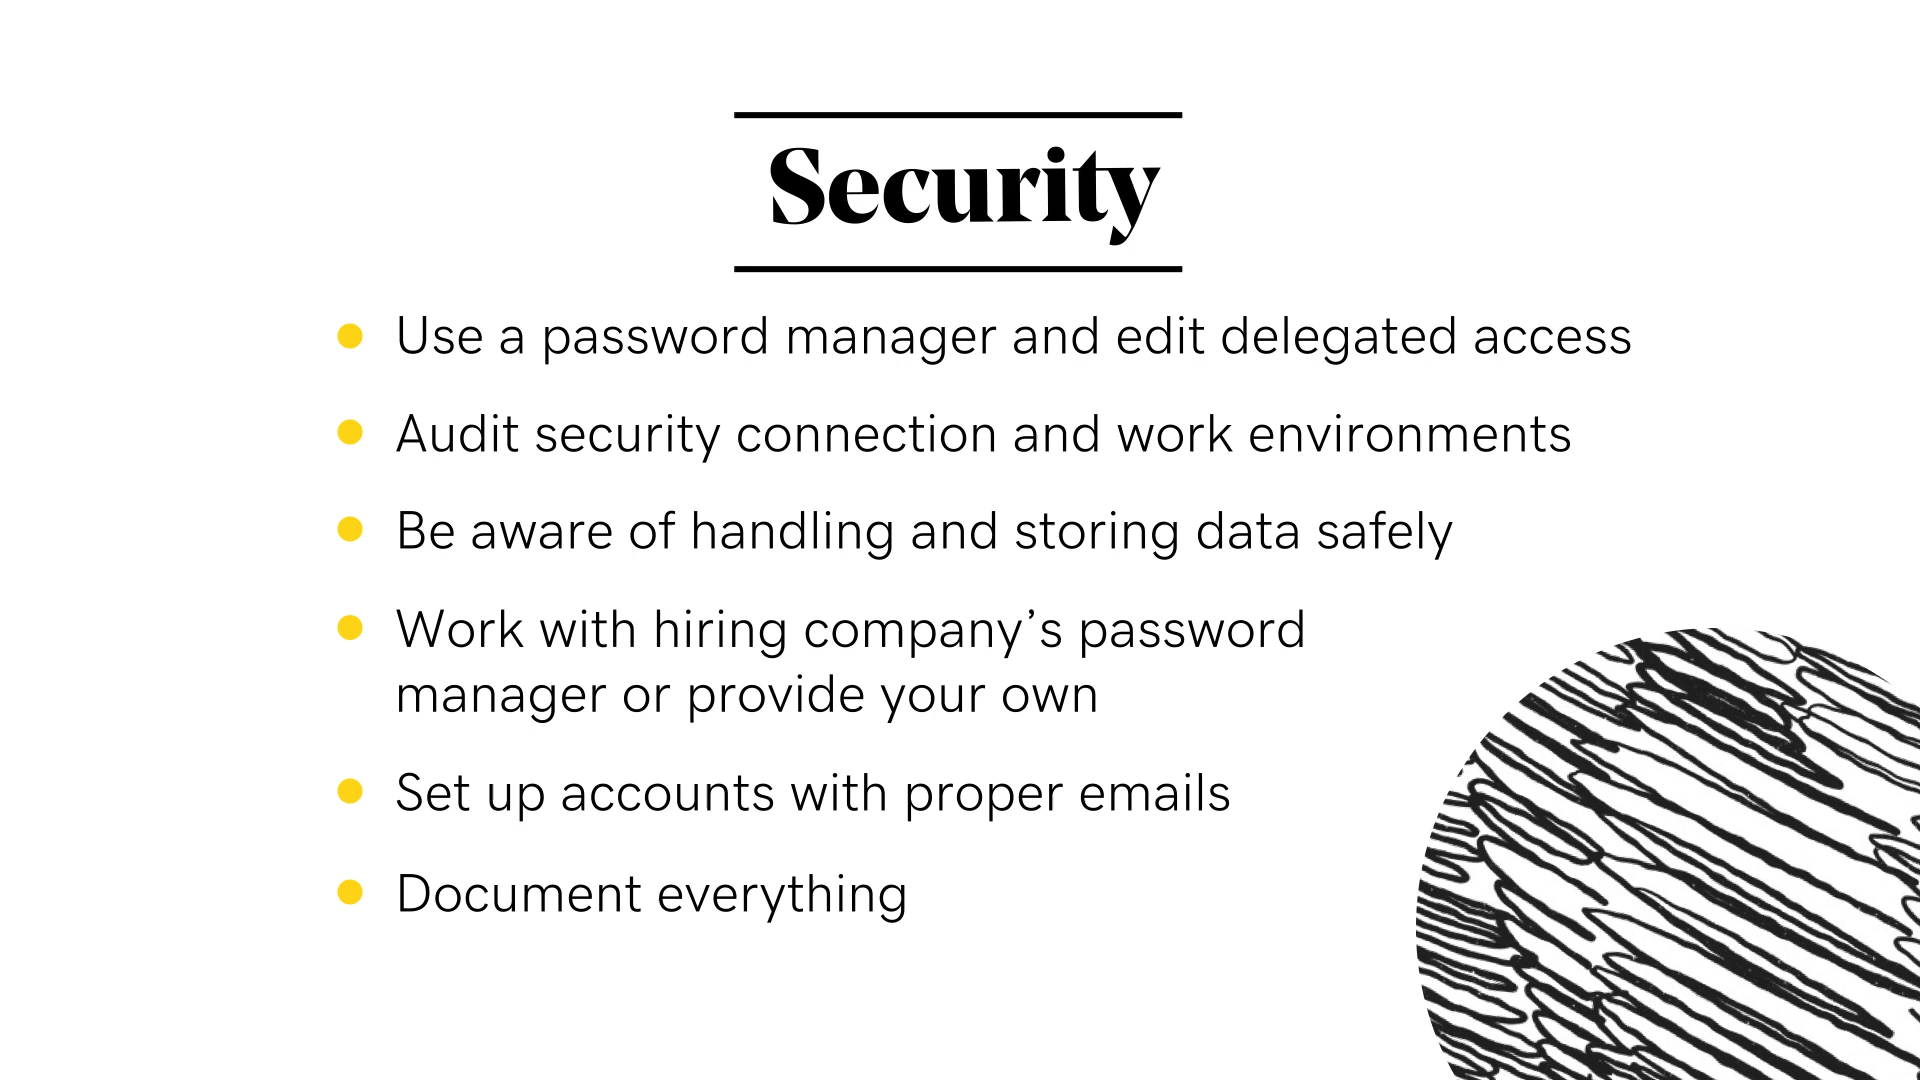 Security
Use a password manager and edit delegated access
Audit security connection and work environments
Be aware of handling and storing data safely
Work with hiring company’s password
manager or provide your own
Set up accounts with proper emails
Document everything